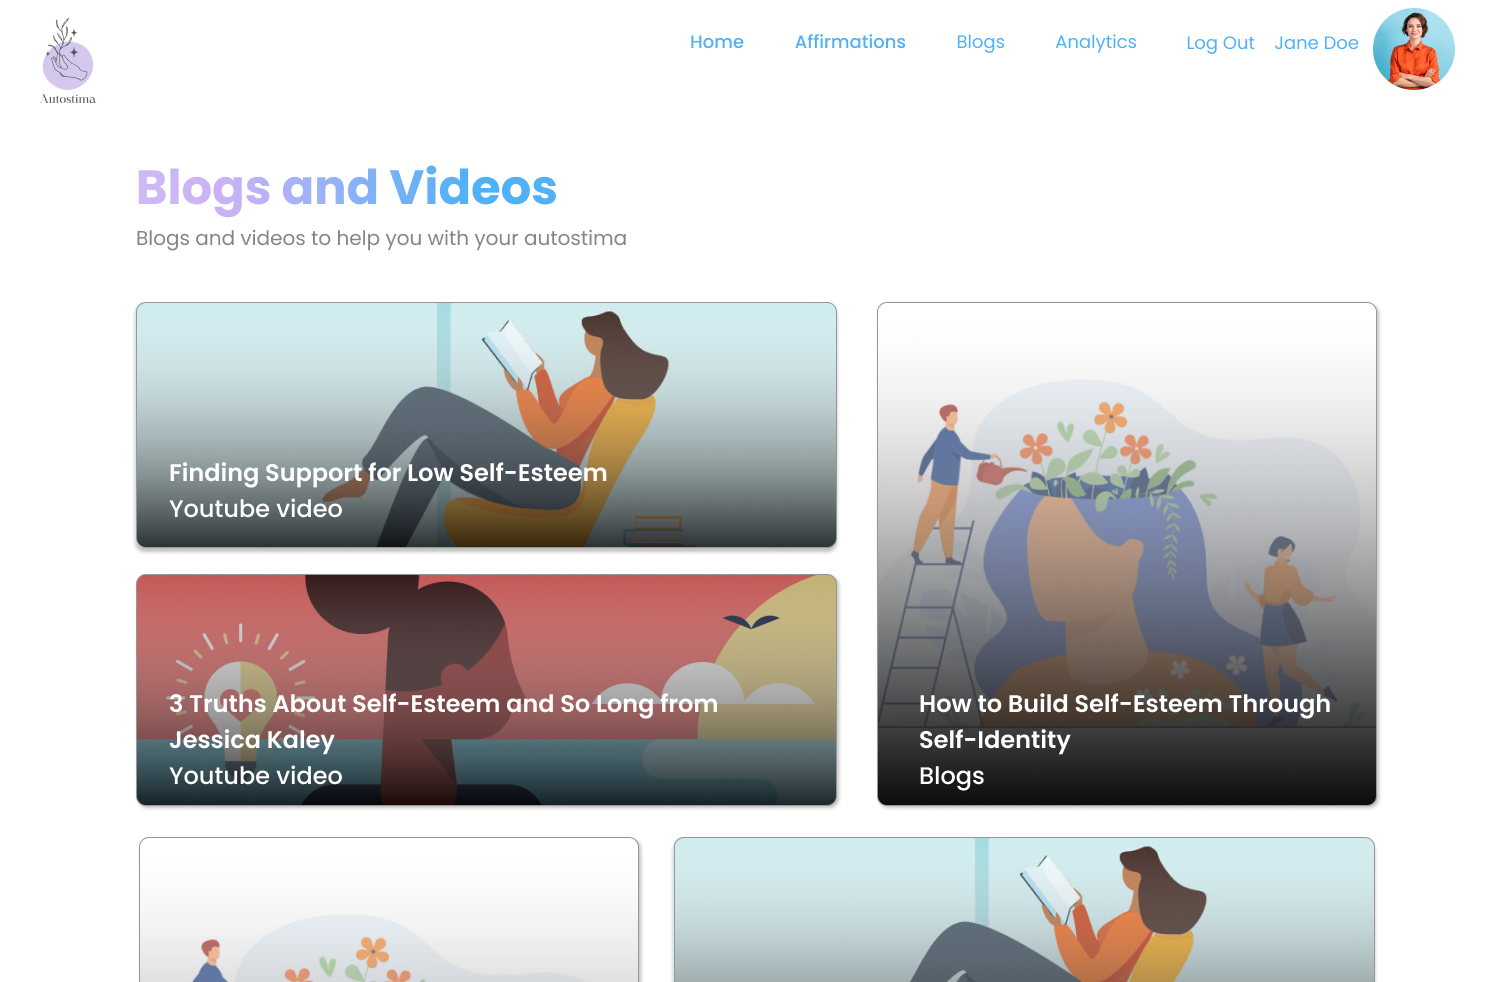 Autostima
Home Affirmations Blogs Analytics Log Out Jane Doe
Blogs and Videos
Blogs and videos to help you with your autostima
Finding Support for Low Self-Esteem
Youtube video
3 Truths About Self-Esteem and So Long from
Jessica Kaley
Youtube video
How to Build Self-Esteem Through
Self-Identity
Blogs